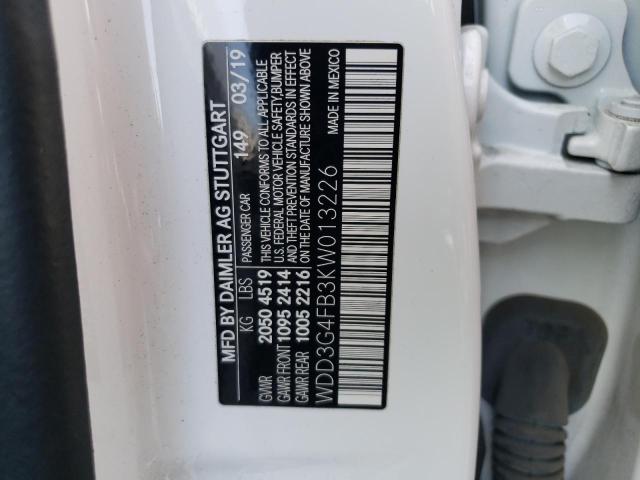 MFD BY DAIMLER AG STUTTGART
PASSENGER CAR 149 03/19
KG LBS
GVWR 2050 4519
GAWR FRONT 1095 2414
GAWR REAR 1005 2216
THIS VEHICLE CONFORMS TO ALL APPLICABLE
U.S. FEDERAL MOTOR VEHICLE SAFETY,BUMPER
AND THEFT PREVENTION STANDARDS IN EFFECT
ON THE DATE OF MANUFACTURE SHOWN ABOVE
WDD3G4FB3KW013226
MADE IN MEXICO